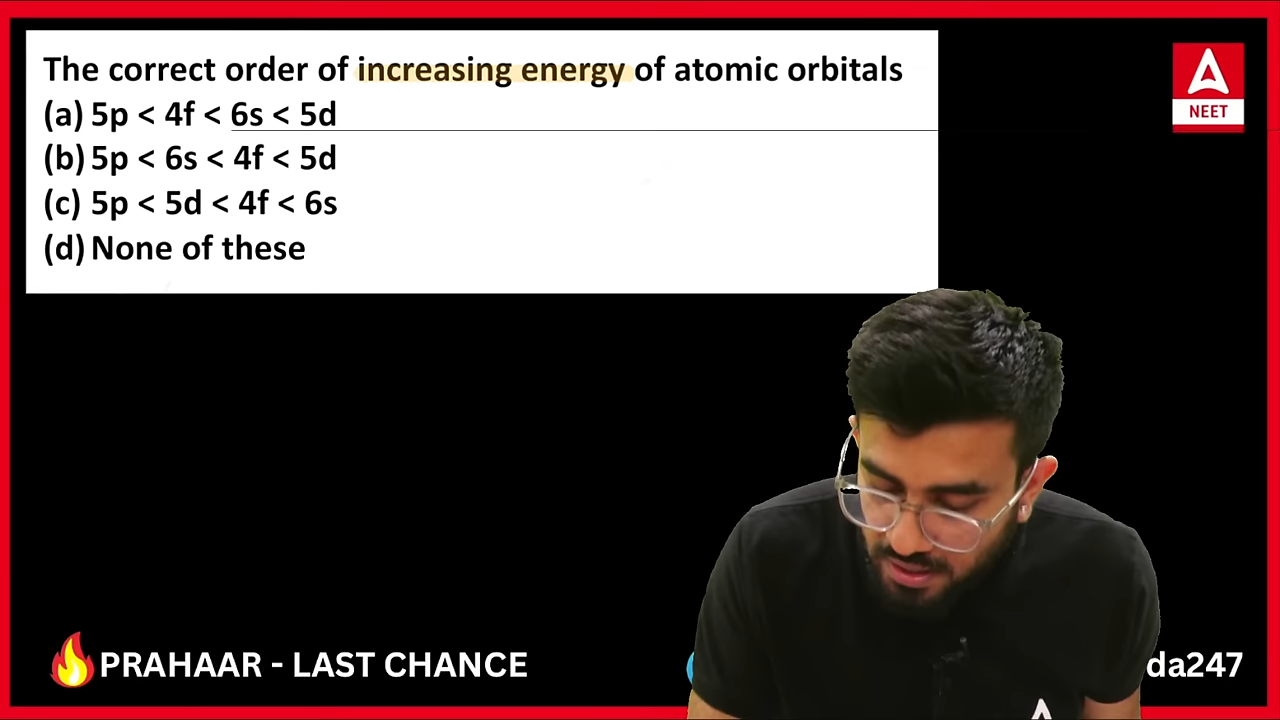 The correct order of increasing energy of atomic orbitals
(a) 5p < 4f < 6s < 5d
(b) 5p < 6s < 4f < 5d
(c) 5p < 5d < 4f < 6s
(d) None of these
NEET
PRAHAAR - LAST CHANCE
da247